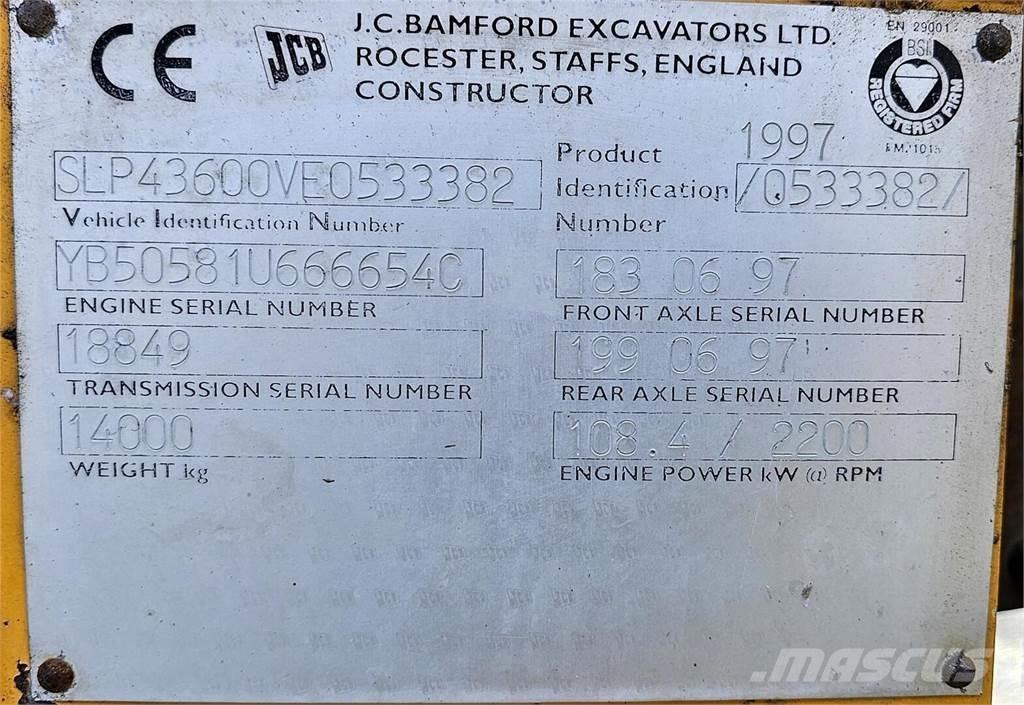 CE
JCB
J.C.BAMFORD EXCAVATORS LTD.
ROCESTER, STAFFS, ENGLAND
CONSTRUCTOR
EN 29001
BSI
REGISTERED FIRM
SLP43600VE0533382
Vehicle Identification Number
Product 1997
Identification /0533382/
Number
YB50581U666654C
ENGINE SERIAL NUMBER
183 06 97
FRONT AXLE SERIAL NUMBER
18849
TRANSMISSION SERIAL NUMBER
199 06 97
REAR AXLE SERIAL NUMBER
14000
WEIGHT kg
108.4 / 2200
ENGINE POWER kW @ RPM
MASCUS